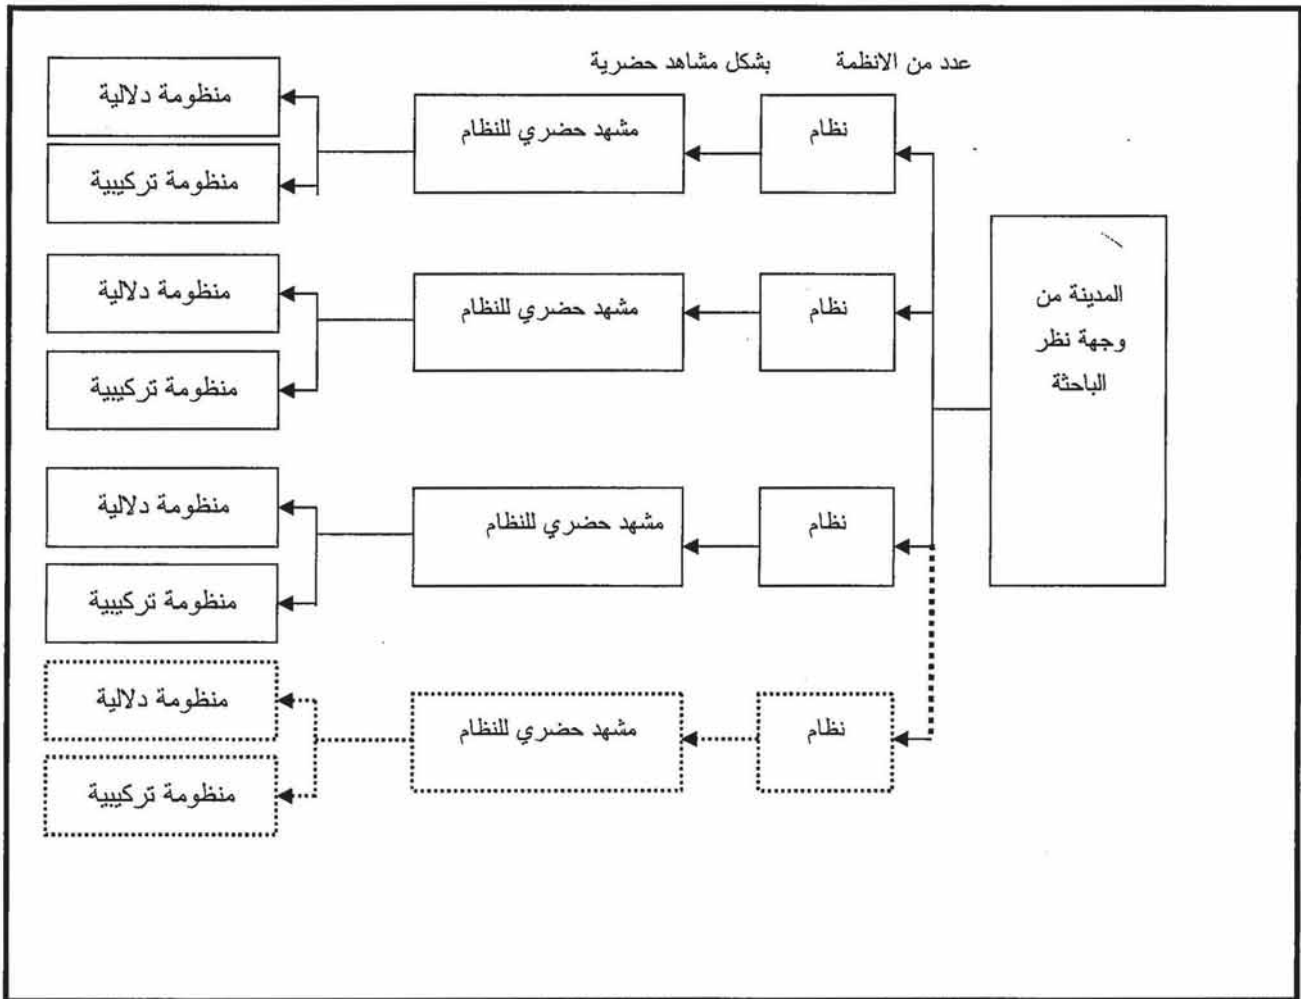 عدد من الانظمة بشكل مشاهد حضرية
المدينة من
وجهة نظر
الباحثة
نظام
مشهد حضري للنظام
منظومة دلالية
منظومة تركيبية
نظام
مشهد حضري للنظام
منظومة دلالية
منظومة تركيبية
نظام
مشهد حضري للنظام
منظومة دلالية
منظومة تركيبية
نظام
مشهد حضري للنظام
منظومة دلالية
منظومة تركيبية